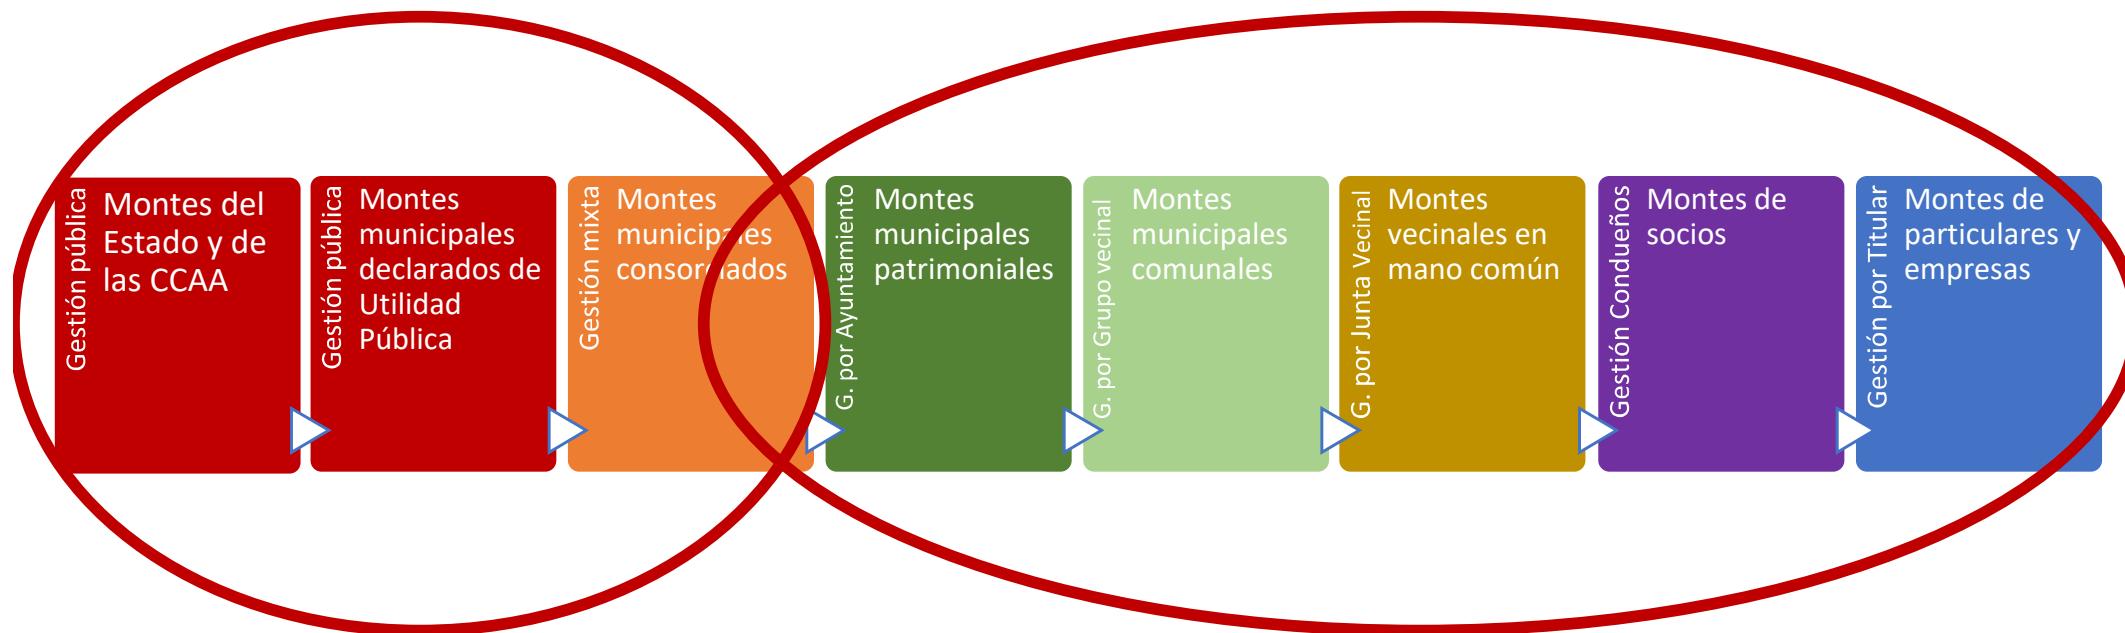 Gestión pública
Montes del
Estado y de
las CCAA
Gestión pública
Montes
municipales
declarados de
Utilidad
Pública
Gestión mixta
Montes
municipales
consorciados
G. por Ayuntamiento
Montes
municipales
patrimoniales
G. por Grupo vecinal
Montes
municipales
comunales
G. por Junta Vecinal
Montes
vecinales en
mano común
Gestión Condueños
Montes de
socios
Gestión por Titular
Montes de
particulares y
empresas